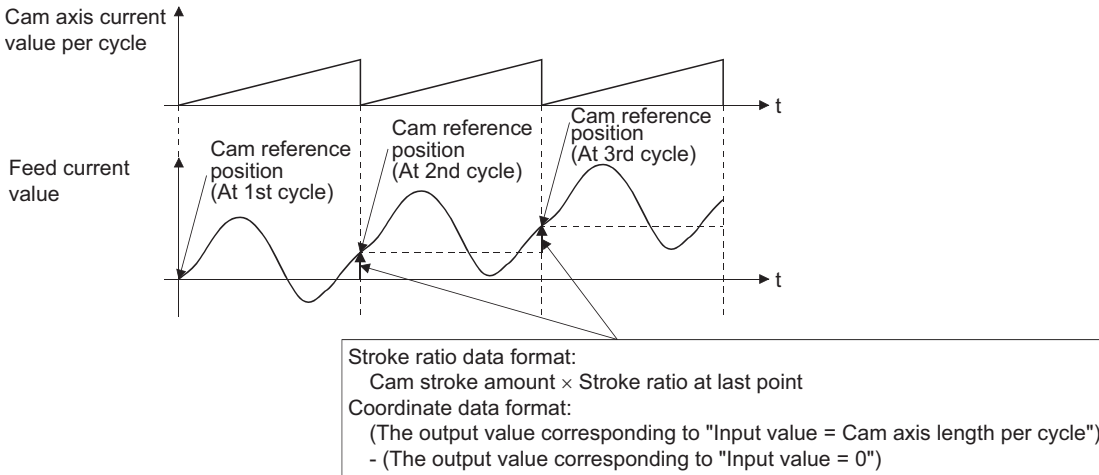 Cam axis current
value per cycle
t
Cam reference
position
(At 1st cycle)
Cam reference
position
(At 2nd cycle)
Cam reference
position
(At 3rd cycle)
Feed current
value
t
Stroke ratio data format:
Cam stroke amount × Stroke ratio at last point
Coordinate data format:
(The output value corresponding to "Input value = Cam axis length per cycle")
- (The output value corresponding to "Input value = 0")